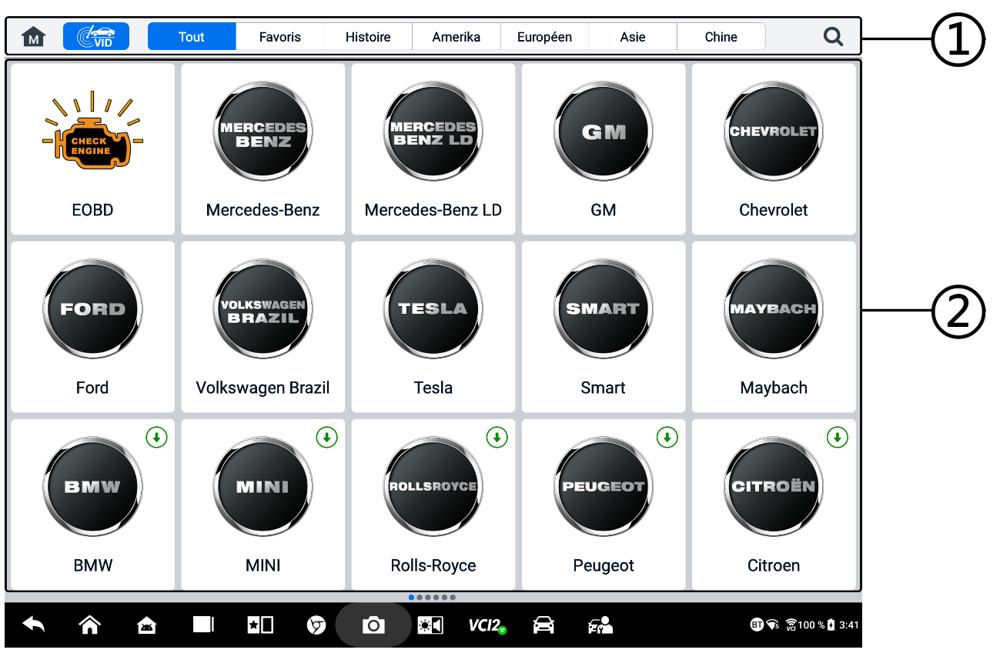 M VID Tout Favoris Histoire Amerika Européen Asie Chine
1
CHECK
ENGINE
MERCEDES
BENZ
MERCEDES
BENZ LD
GM
CHEVROLET
EOBD Mercedes-Benz Mercedes-Benz LD GM Chevrolet
FORD
VOLKSWAGEN
BRAZIL
TESLA
SMART
MAYBACH
2
Ford Volkswagen Brazil Tesla Smart Maybach
BMW
MINI
ROLLSROYCE
PEUGEOT
CITROËN
BMW MINI Rolls-Royce Peugeot Citroen
VCI2 BT 5 VCI 100 % 3:41